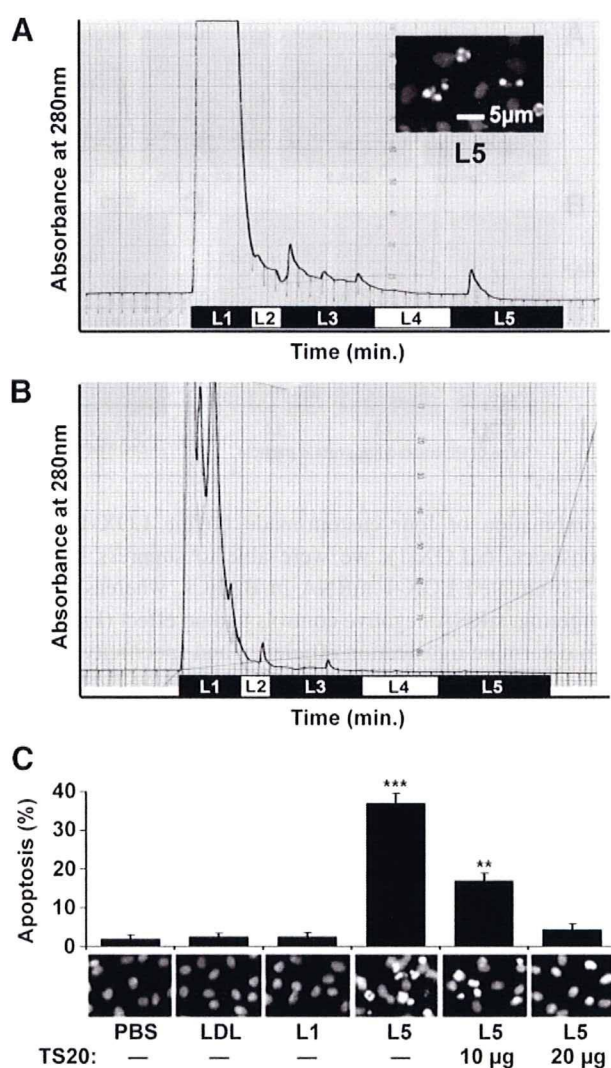 A
Absorbance at 280nm
5µm
L5
L1 L2 L3 L4 L5
Time (min.)
B
Absorbance at 280nm
L1 L2 L3 L4 L5
Time (min.)
C
Apoptosis (%)
40
30
20
10
0
***
**
PBS LDL L1 L5 L5 L5
TS20: — — — — 10 µg 20 µg